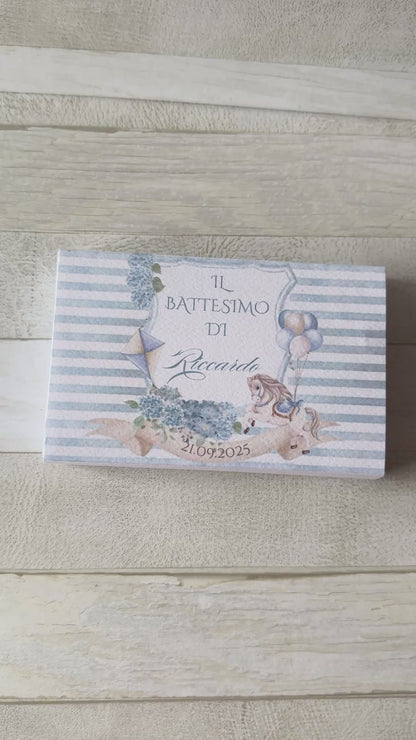 IL
BATTESIMO
DI
Riccardo
21.09.2025